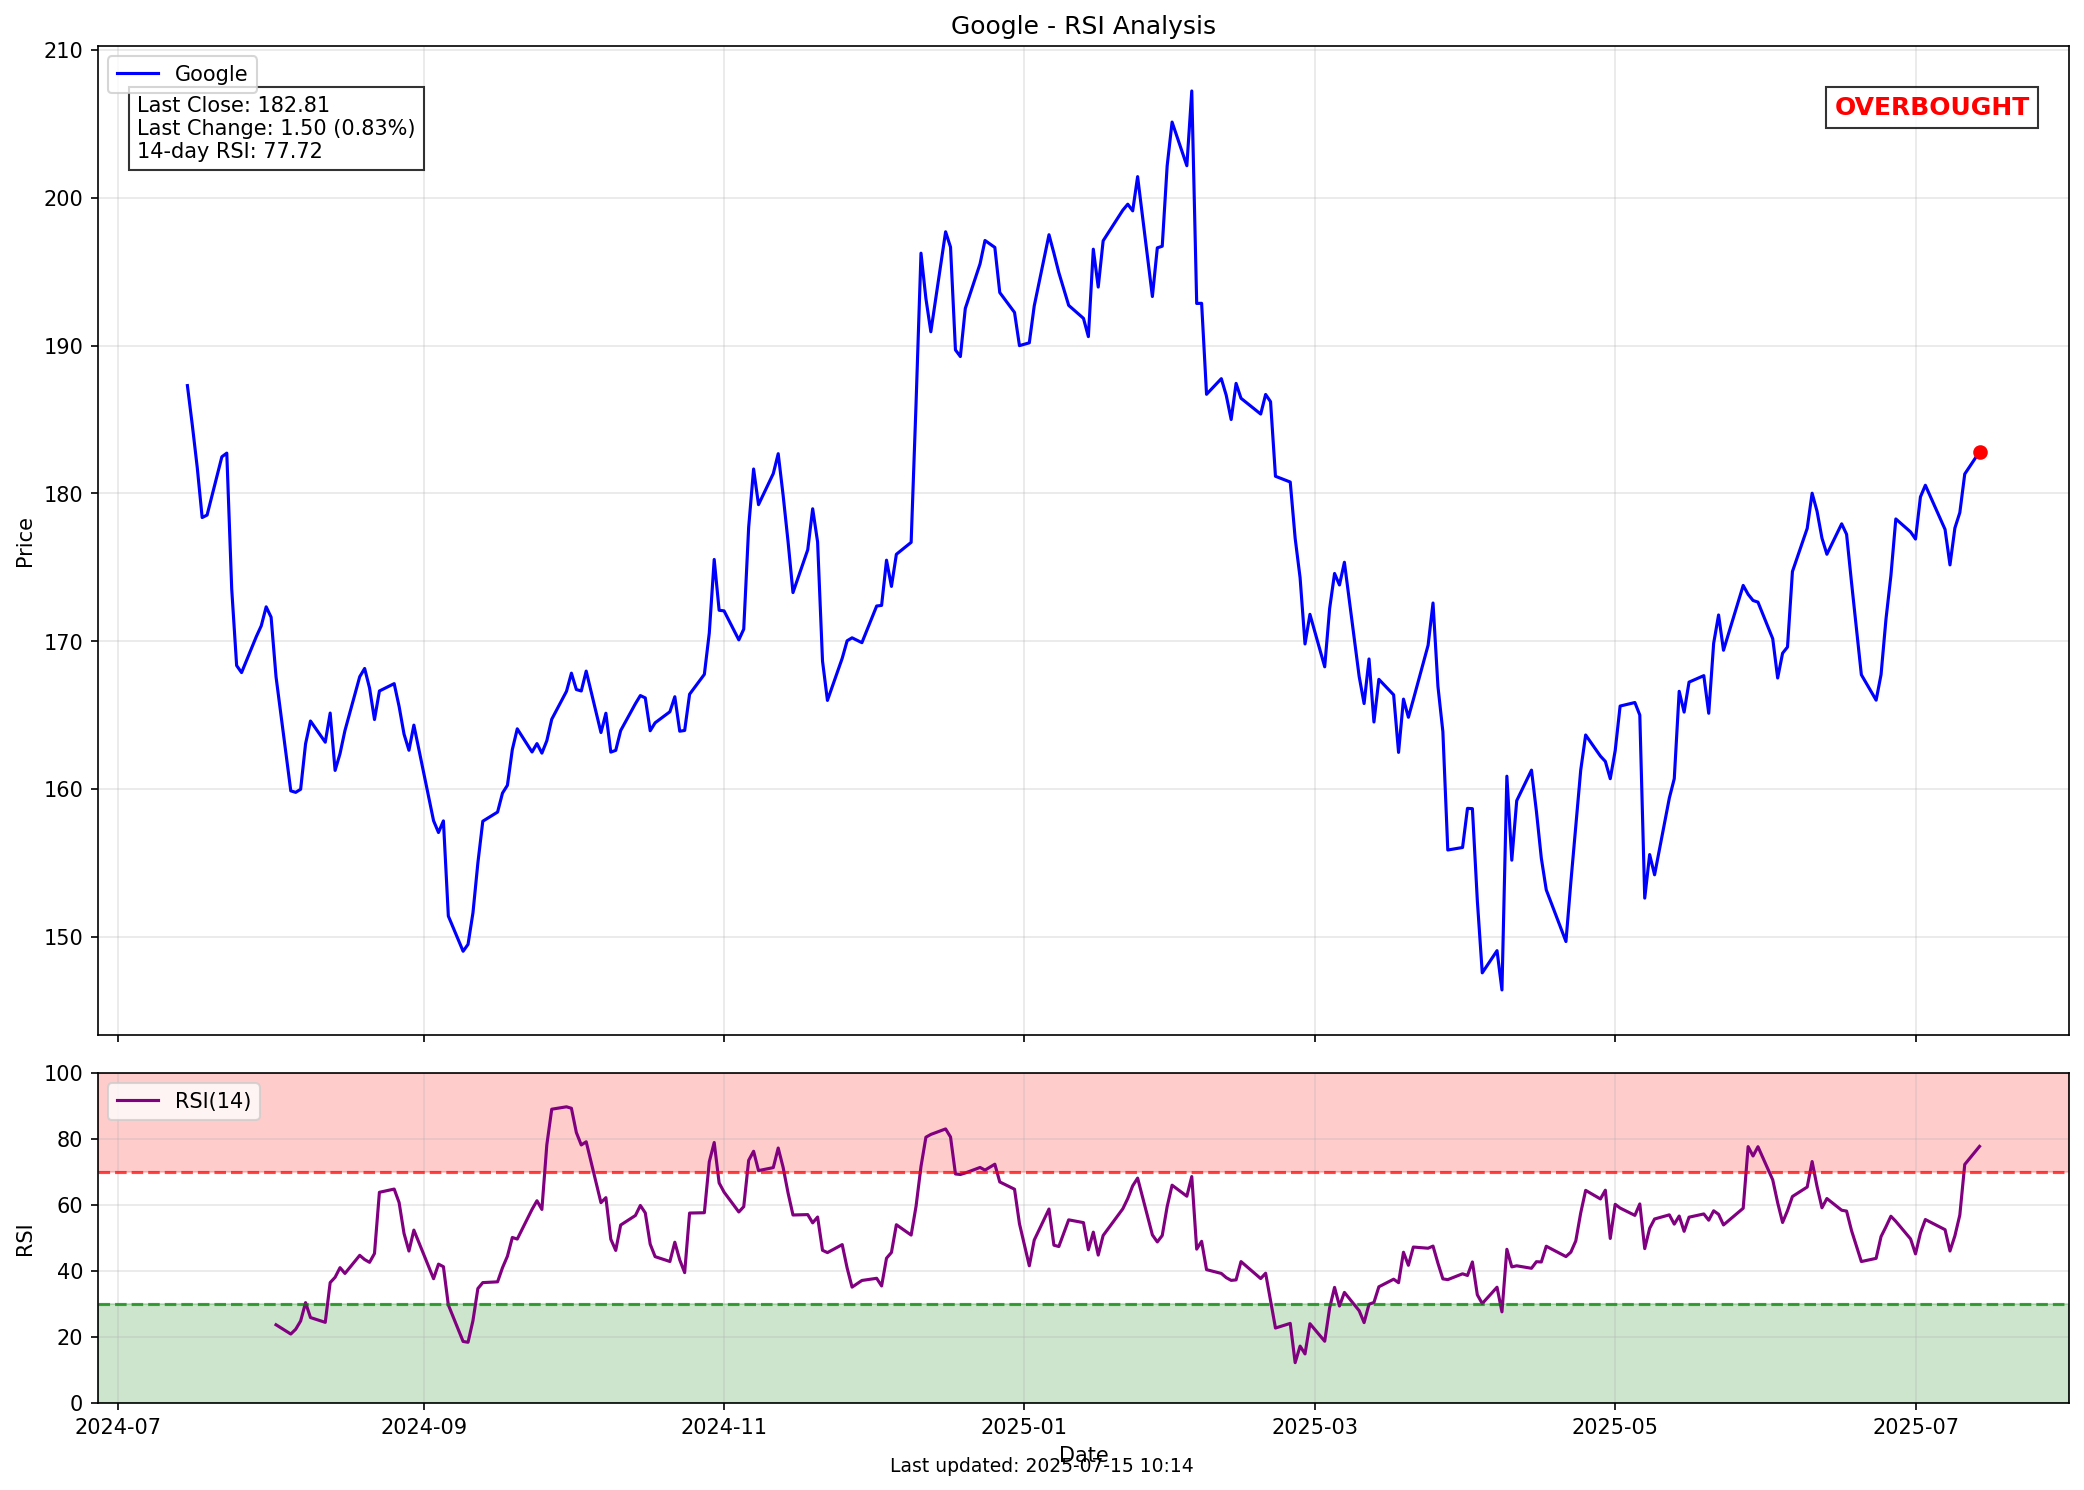 Google - RSI Analysis
210
200
190
180
170
160
150
Price
Google
Last Close: 182.81
Last Change: 1.50 (0.83%)
14-day RSI: 77.72
OVERBOUGHT
100
80
60
40
20
0
RSI
RSI(14)
2024-07 2024-09 2024-11 2025-01 2025-03 2025-05 2025-07
Date
Last updated: 2025-07-15 10:14